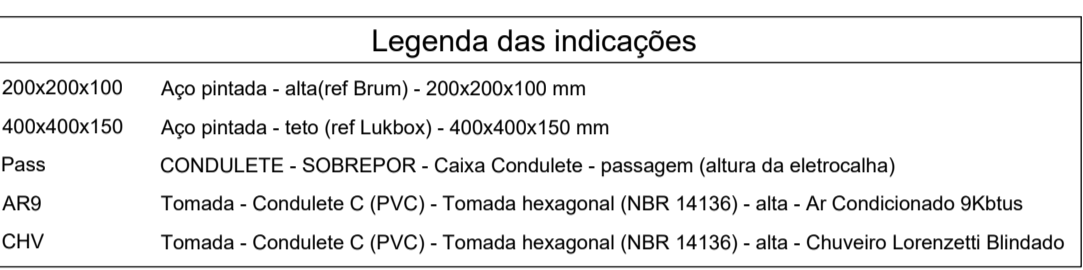 Legenda das indicações
200x200x100 Aço pintada - alta(ref Brum) - 200x200x100 mm
400x400x150 Aço pintada - teto (ref Lukbox) - 400x400x150 mm
Pass CONDULETE - SOBREPOR - Caixa Condulete - passagem (altura da eletrocalha)
AR9 Tomada - Condulete C (PVC) - Tomada hexagonal (NBR 14136) - alta - Ar Condicionado 9Kbtus
CHV Tomada - Condulete C (PVC) - Tomada hexagonal (NBR 14136) - alta - Chuveiro Lorenzetti Blindado